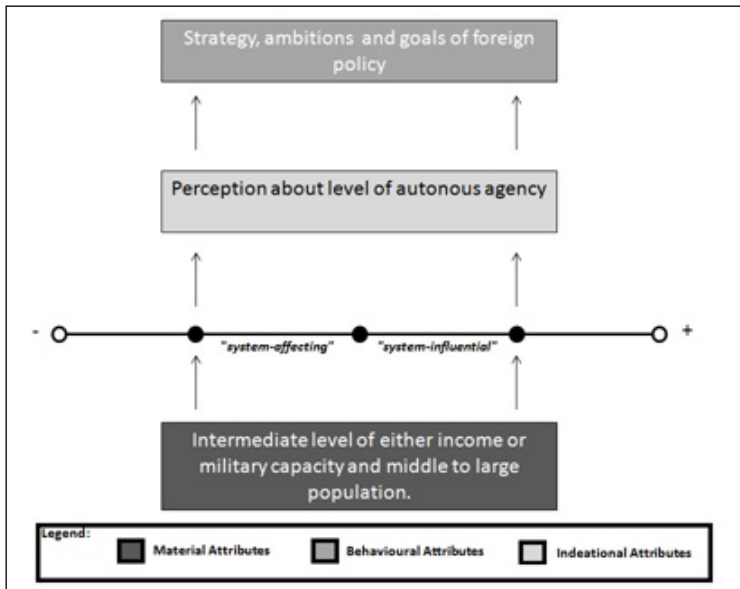 Strategy, ambitions and goals of foreign
policy
Perception about level of autonous agency
- +
"system-affecting" "system-influential"
Intermediate level of either income or
military capacity and middle to large
population.
Legend:
Material Attributes Behavioural Attributes Indeational Attributes